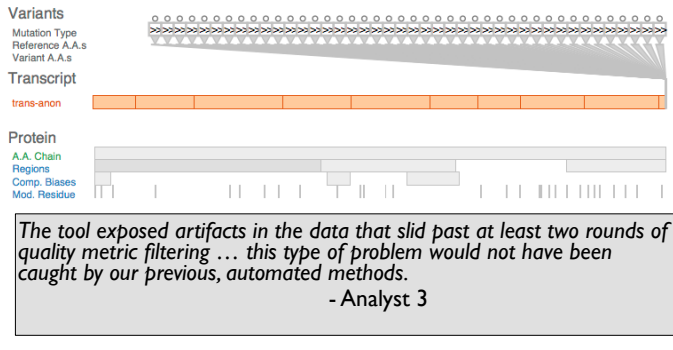 Variants
Mutation Type
Reference A.A.s
Variant A.A.s
Transcript
trans-anon
Protein
A.A. Chain
Regions
Comp. Biases
Mod. Residue
The tool exposed artifacts in the data that slid past at least two rounds of
quality metric filtering … this type of problem would not have been
caught by our previous, automated methods.
- Analyst 3